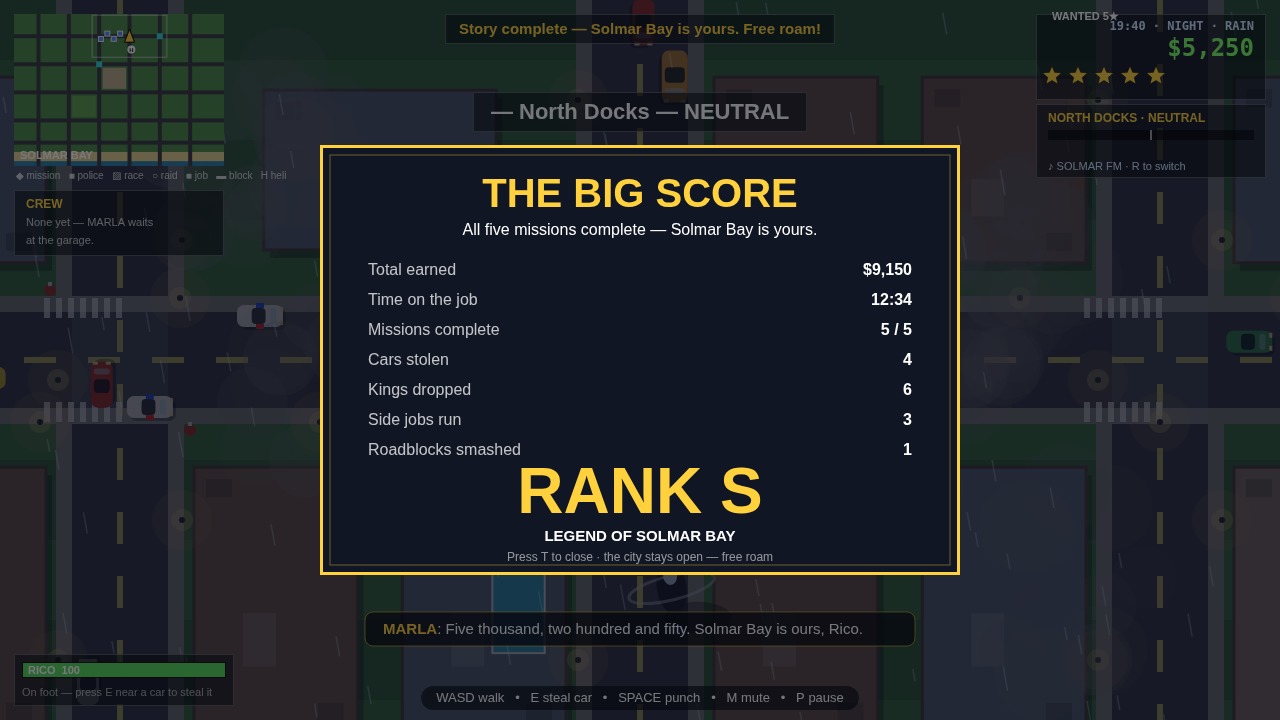 WANTED 5★
19:40 · NIGHT · RAIN
$5,250
Story complete — Solmar Bay is yours. Free roam!
— North Docks — NEUTRAL
NORTH DOCKS · NEUTRAL
♪ SOLMAR FM · R to switch
SOLMAR BAY
◆ mission ■ police ▨ race ○ raid ■ job ▬ block H heli
CREW
None yet — MARLA waits
at the garage.
THE BIG SCORE
All five missions complete — Solmar Bay is yours.
Total earned $9,150
Time on the job 12:34
Missions complete 5 / 5
Cars stolen 4
Kings dropped 6
Side jobs run 3
Roadblocks smashed 1
RANK S
LEGEND OF SOLMAR BAY
Press T to close · the city stays open — free roam
MARLA: Five thousand, two hundred and fifty. Solmar Bay is ours, Rico.
RICO 100
On foot — press E near a car to steal it
WASD walk • E steal car • SPACE punch • M mute • P pause